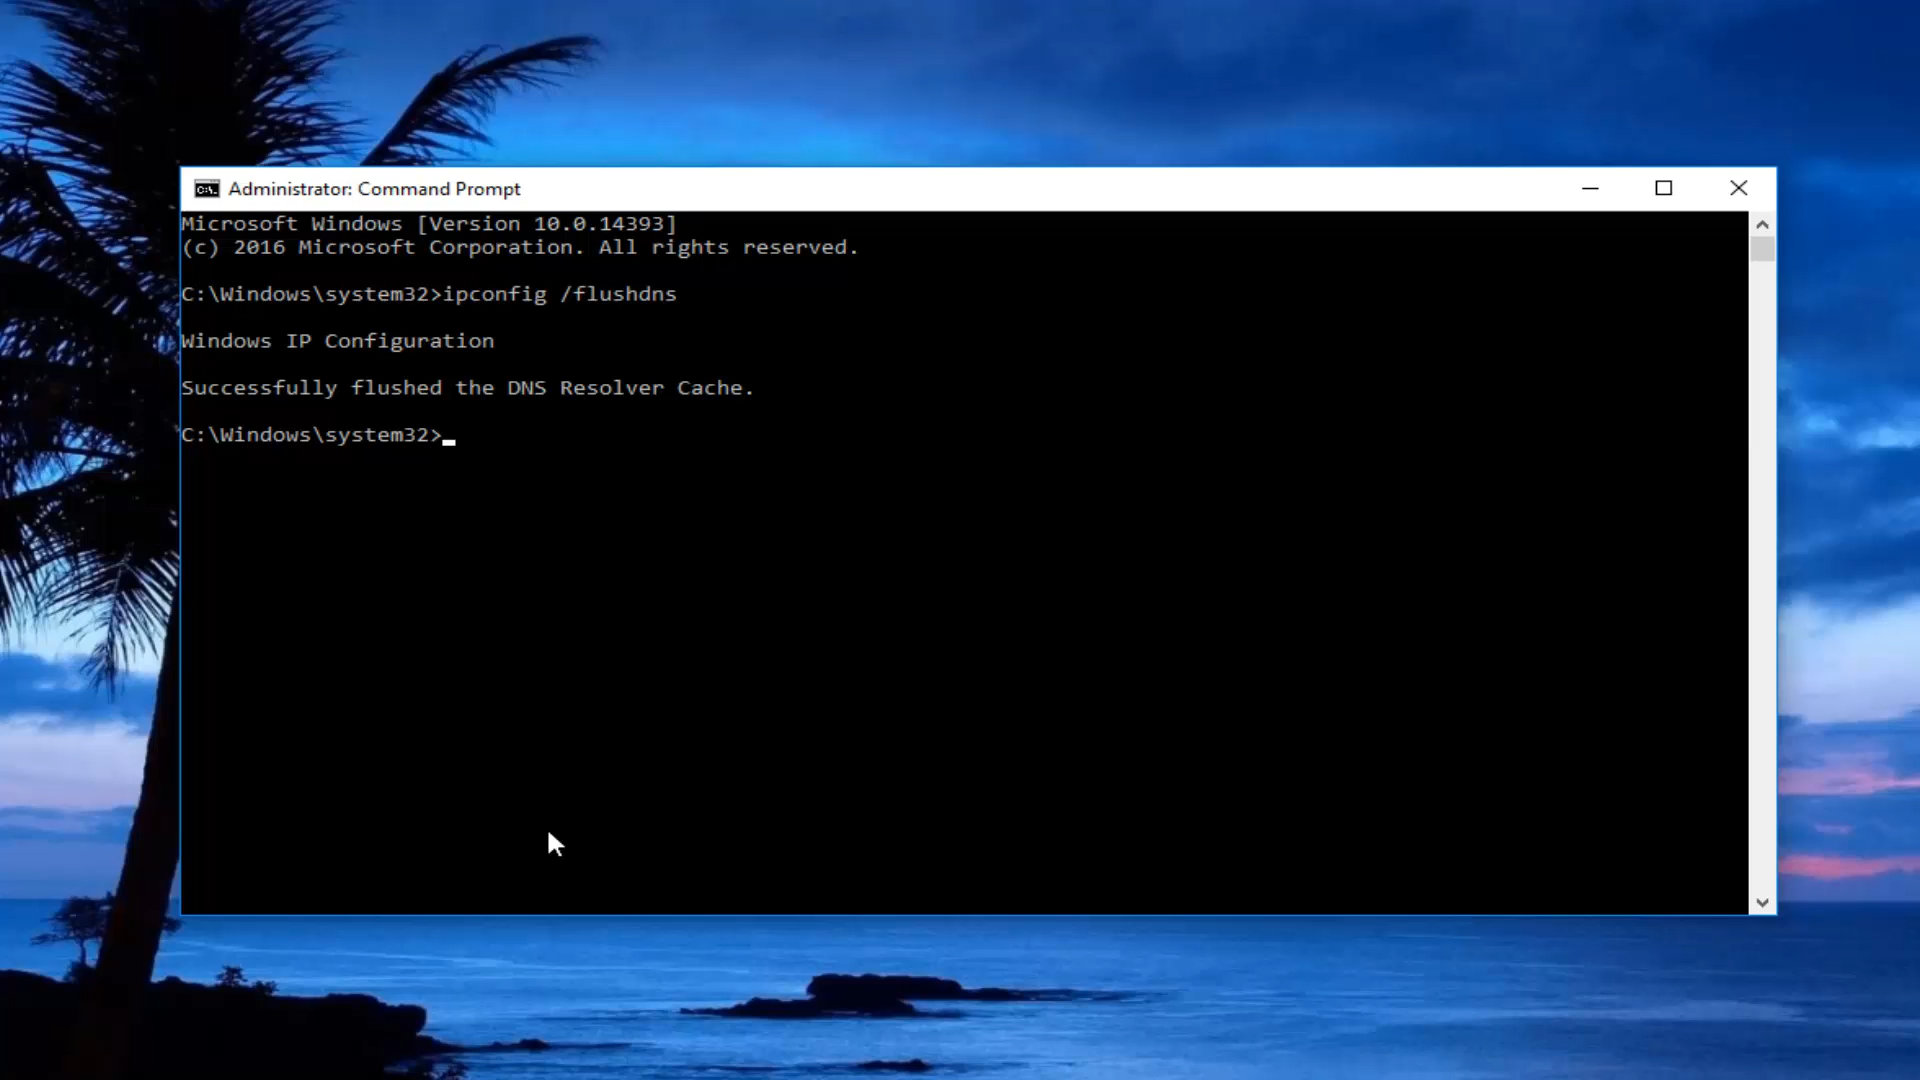 Administrator: Command Prompt
Microsoft Windows [Version 10.0.14393]
(c) 2016 Microsoft Corporation. All rights reserved.
C:\Windows\system32>ipconfig /flushdns
Windows IP Configuration
Successfully flushed the DNS Resolver Cache.
C:\Windows\system32>